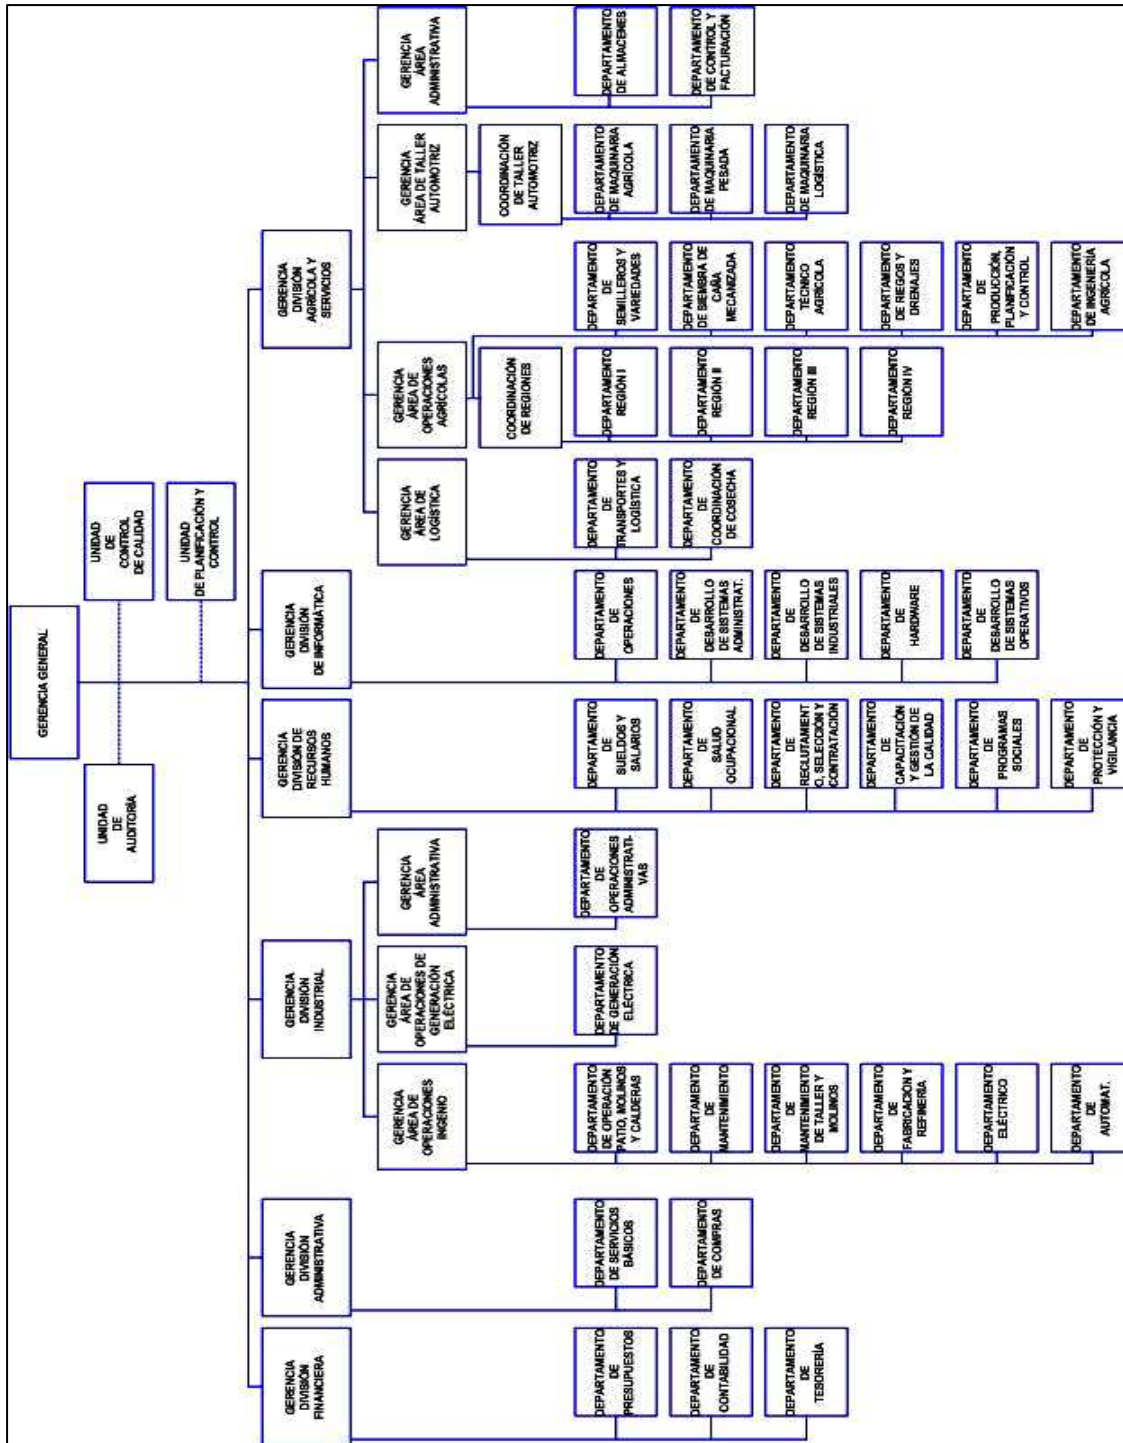 GERENCIA GENERAL
UNIDAD
DE
AUDITORÍA
UNIDAD
DE
CONTROL
DE CALIDAD
UNIDAD
DE PLANIFICACIÓN Y
CONTROL
GERENCIA
DIVISIÓN
FINANCIERA
DEPARTAMENTO
DE
PRESUPUESTOS
DEPARTAMENTO
DE
CONTABILIDAD
DEPARTAMENTO
DE
TESORERÍA
GERENCIA
DIVISIÓN
ADMINISTRATIVA
DEPARTAMENTO
DE SERVICIOS
BÁSICOS
DEPARTAMENTO
DE COMPRAS
GERENCIA
DIVISIÓN
INDUSTRIAL
GERENCIA
ÁREA DE
OPERACIONES
INGENIO
DEPARTAMENTO
DE OPERACIÓN
PATIO, MOLINOS
Y CALDERAS
DEPARTAMENTO
DE
MANTENIMIENTO
DEPARTAMENTO
DE
MANTENIMIENTO
DE TALLER Y
MOLINOS
DEPARTAMENTO
DE
FABRICACIÓN Y
REFINERÍA
DEPARTAMENTO
ELÉCTRICO
DEPARTAMENTO
DE
AUTOMAT.
GERENCIA
ÁREA DE
OPERACIONES DE
GENERACIÓN
ELÉCTRICA
DEPARTAMENTO
DE GENERACIÓN
ELÉCTRICA
GERENCIA
ÁREA
ADMINISTRATIVA
DEPARTAMENTO
DE
OPERACIONES
ADMINISTRATI-
VAS
GERENCIA
DIVISIÓN DE
RECURSOS
HUMANOS
DEPARTAMENTO
DE
SUELDOS Y
SALARIOS
DEPARTAMENTO
DE
SALUD
OCUPACIONAL
DEPARTAMENTO
DE
RECLUTAMIENT
O, SELECCIÓN Y
CONTRATACIÓN
DEPARTAMENTO
DE
CAPACITACIÓN
Y GESTIÓN DE
LA CALIDAD
DEPARTAMENTO
DE
PROGRAMAS
SOCIALES
DEPARTAMENTO
DE
PROTECCIÓN Y
VIGILANCIA
GERENCIA
DIVISIÓN
DE INFORMÁTICA
DEPARTAMENTO
DE
OPERACIONES
DEPARTAMENTO
DE
DESARROLLO
DE SISTEMAS
ADMINISTRAT.
DEPARTAMENTO
DE
DESARROLLO
DE SISTEMAS
INDUSTRIALES
DEPARTAMENTO
DE
HARDWARE
DEPARTAMENTO
DE
DESARROLLO
DE SISTEMAS
OPERATIVOS
GERENCIA
DIVISIÓN
AGRÍCOLA Y
SERVICIOS
GERENCIA
ÁREA DE
LOGÍSTICA
DEPARTAMENTO
DE
TRANSPORTES Y
LOGÍSTICA
DEPARTAMENTO
DE
COORDINACIÓN
DE COSECHA
GERENCIA
ÁREA DE
OPERACIONES
AGRÍCOLAS
COORDINACIÓN
DE REGIONES
DEPARTAMENTO
REGIÓN I
DEPARTAMENTO
REGIÓN II
DEPARTAMENTO
REGION III
DEPARTAMENTO
REGIÓN IV
DEPARTAMENTO
DE
SEMILLEROS Y
VARIEDADES
DEPARTAMENTO
DE SIEMBRA DE
CAÑA
MECANIZADA
DEPARTAMENTO
TÉCNICO
AGRÍCOLA
DEPARTAMENTO
DE RIEGOS Y
DRENAJES
DEPARTAMENTO
DE
PRODUCCIÓN,
PLANIFICACIÓN
Y CONTROL
DEPARTAMENTO
DE INGENIERÍA
AGRÍCOLA
GERENCIA
ÁREA DE TALLER
AUTOMOTRIZ
COORDINACIÓN
DE TALLER
AUTOMOTRIZ
DEPARTAMENTO
DE MAQUINARIA
AGRÍCOLA
DEPARTAMENTO
DE MAQUINARIA
PESADA
DEPARTAMENTO
DE MAQUINARIA
LOGÍSTICA
GERENCIA
ÁREA
ADMINISTRATIVA
DEPARTAMENTO
DE ALMACENES
DEPARTAMENTO
DE CONTROL Y
FACTURACIÓN